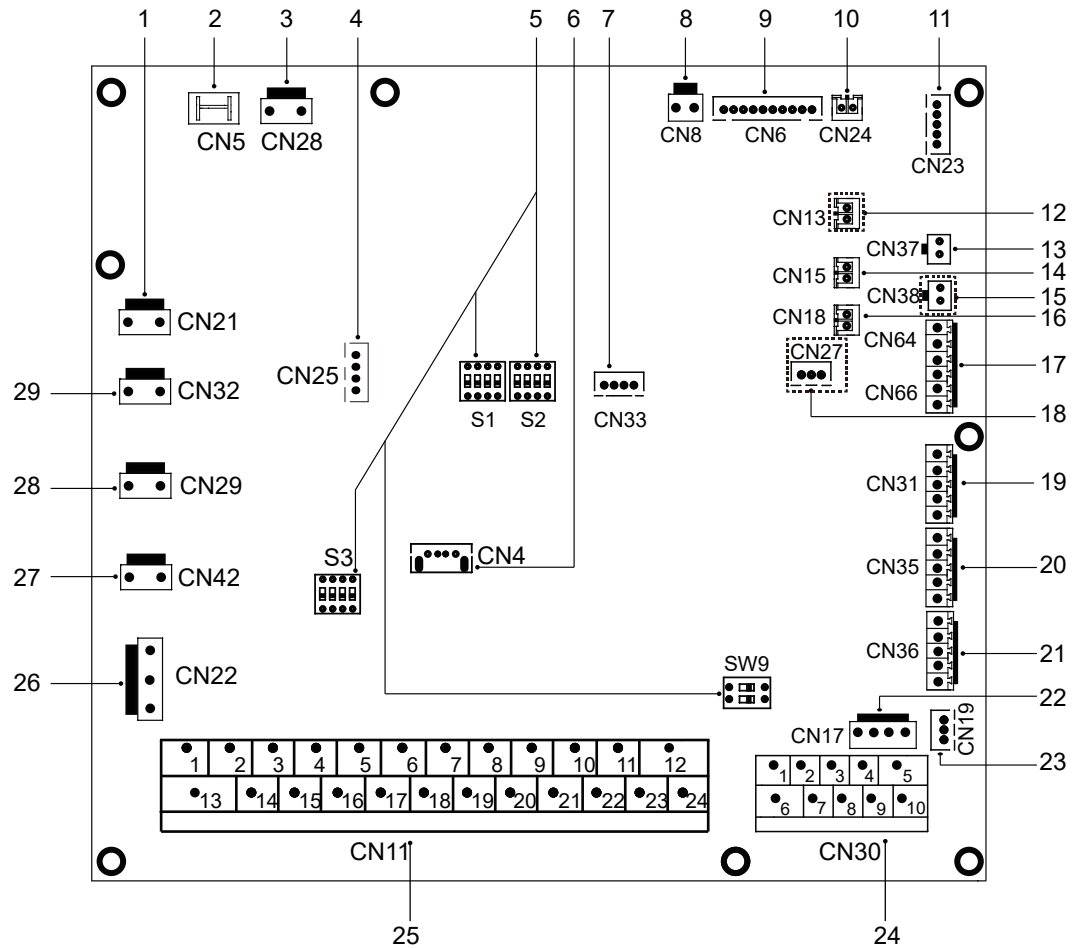 1 2 3 4 5 6 7 8 9 10 11
CN5 CN28 CN8 CN6 CN24
CN23
CN13 12
CN37 13
CN15 14
CN38 15
CN21 CN18 16
CN64
CN27
CN25 17
29 CN32 CN66
S1 S2 CN33 18
28 CN29 CN31 19
S3 CN4
27 CN42 CN35 20
CN36 21
26 CN22 SW9
22
CN17 CN19
23
1 2 3 4 5 6 7 8 9 10 11 12
1 2 3 4 5
13 14 15 16 17 18 19 20 21 22 23 24
6 7 8 9 10
CN11 CN30
25 24